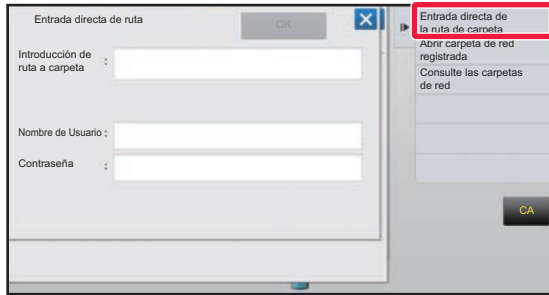 Entrada directa de ruta
OK
Introducción de
ruta a carpeta :
Nombre de Usuario :
Contraseña :
Entrada directa de
la ruta de carpeta
Abrir carpeta de red
registrada
Consulte las carpetas
de red
CA